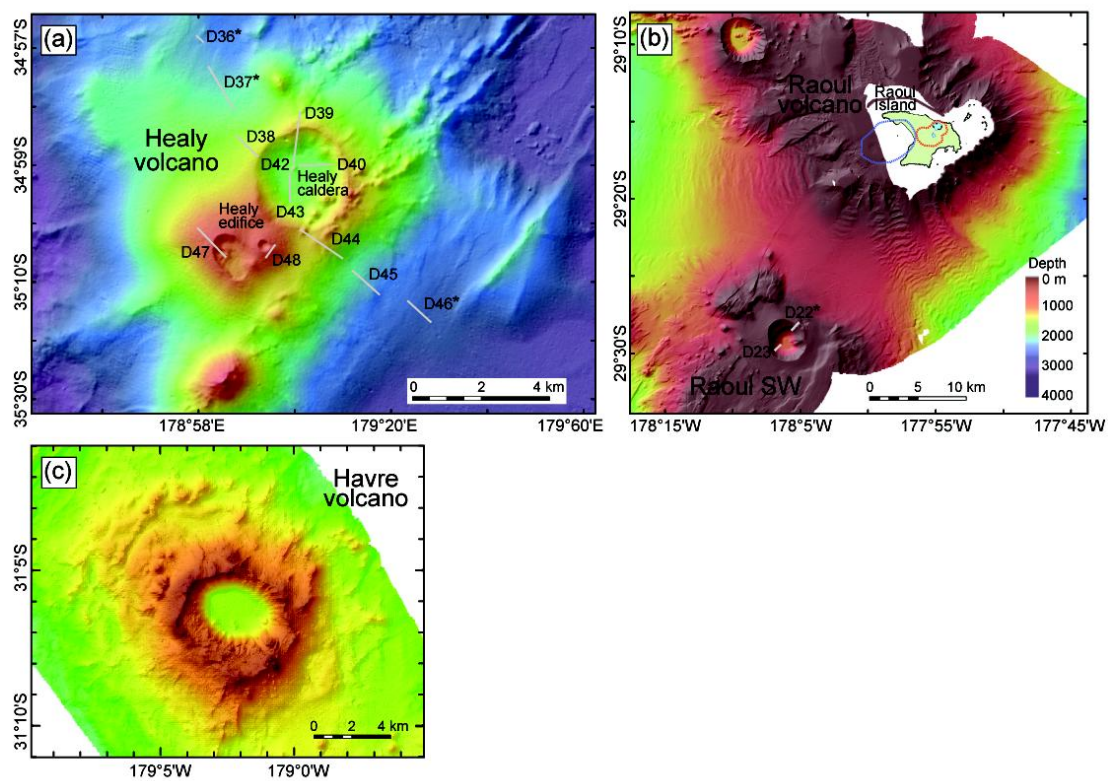 (a)
D36*
D37*
D39
Healy
volcano
D38
D42
D40
Healy
caldera
Healy
edifice
D43
D44
D47
D48
D45
D46*
0 2 4 km
34°57'S
34°59'S
35°10'S
35°30'S
178°58'E
179°20'E
179°60'E
(b)
Raoul
volcano
Raoul
Island
D22*
D23
Raoul SW
Depth
0 m
1000
2000
3000
4000
0 5 10 km
29°10'S
29°20'S
29°30'S
178°15'W
178°5'W
177°55'W
177°45'W
(c)
Havre
volcano
0 2 4 km
31°5'S
31°10'S
179°5'W
179°0'W